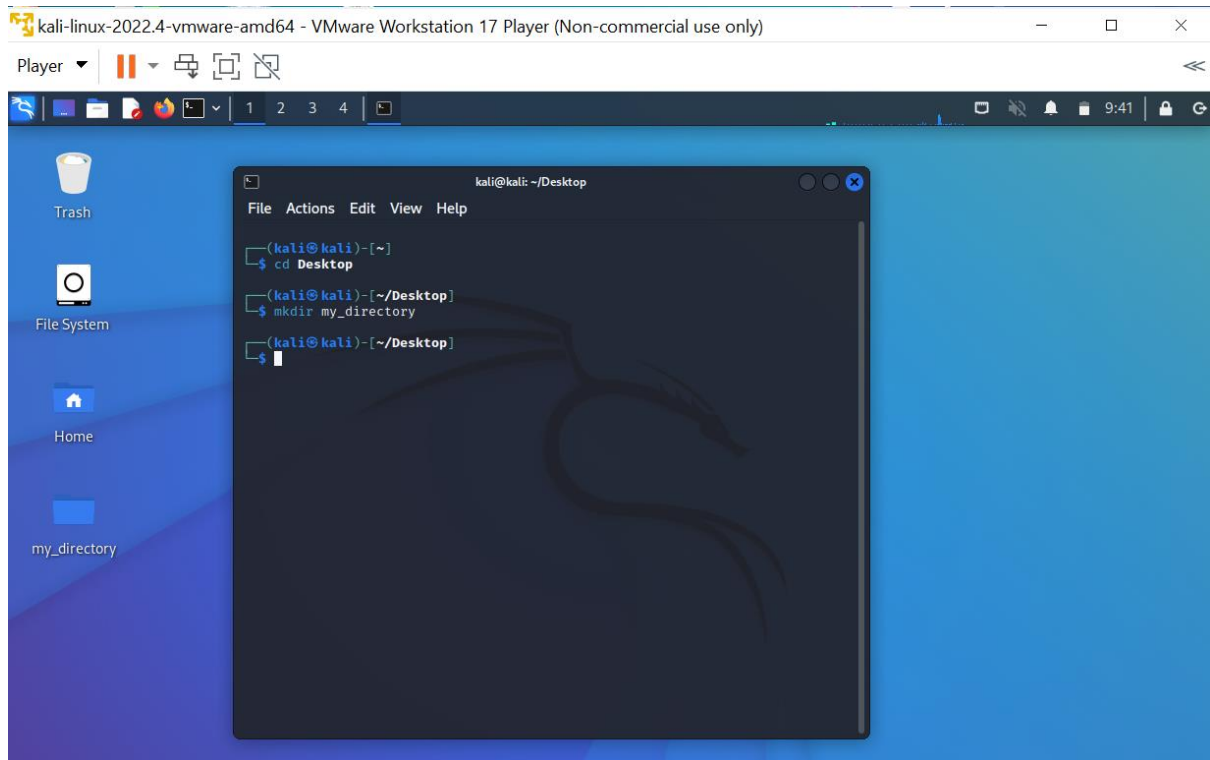 kali-linux-2022.4-vmware-amd64 - VMware Workstation 17 Player (Non-commercial use only)
Player
1 2 3 4
9:41
Trash
File System
Home
my_directory
kali@kali: ~/Desktop
File Actions Edit View Help
┌──(kali㉿kali)-[~]
└─$ cd Desktop
┌──(kali㉿kali)-[~/Desktop]
└─$ mkdir my_directory
┌──(kali㉿kali)-[~/Desktop]
└─$